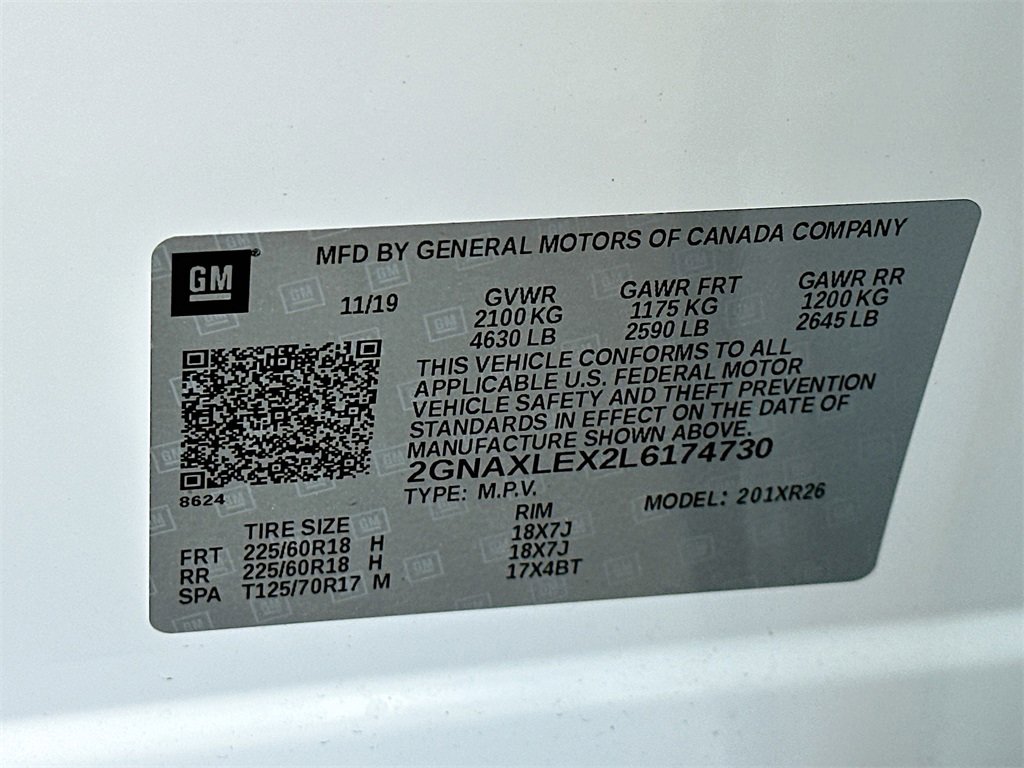 GM®
MFD BY GENERAL MOTORS OF CANADA COMPANY
11/19
GVWR
2100 KG
4630 LB
GAWR FRT
1175 KG
2590 LB
GAWR RR
1200 KG
2645 LB
THIS VEHICLE CONFORMS TO ALL
APPLICABLE U.S. FEDERAL MOTOR
VEHICLE SAFETY AND THEFT PREVENTION
STANDARDS IN EFFECT ON THE DATE OF
MANUFACTURE SHOWN ABOVE.
2GNAXLEX2L6174730
8624
TYPE: M.P.V.
MODEL: 201XR26
TIRE SIZE RIM
FRT 225/60R18 H 18X7J
RR 225/60R18 H 18X7J
SPA T125/70R17 M 17X4BT